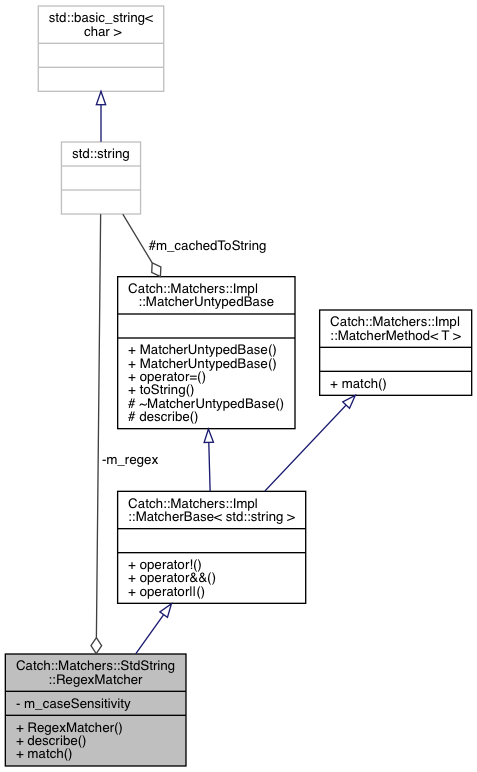 std::basic_string<
char >
std::string
#m_cachedToString
Catch::Matchers::Impl
::MatcherUntypedBase
+ MatcherUntypedBase()
+ MatcherUntypedBase()
+ operator=()
+ toString()
# ~MatcherUntypedBase()
# describe()
Catch::Matchers::Impl
::MatcherMethod< T >
+ match()
-m_regex
Catch::Matchers::Impl
::MatcherBase< std::string >
+ operator!()
+ operator&&()
+ operator||()
Catch::Matchers::StdString
::RegexMatcher
- m_caseSensitivity
+ RegexMatcher()
+ describe()
+ match()